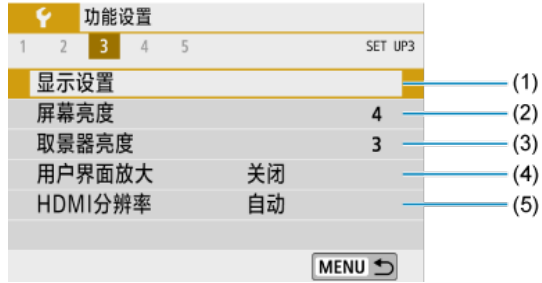 功能设置
1 2 3 4 5 SET UP3
显示设置 (1)
屏幕亮度 4 (2)
取景器亮度 3 (3)
用户界面放大 关闭 (4)
HDMI分辨率 自动 (5)
MENU